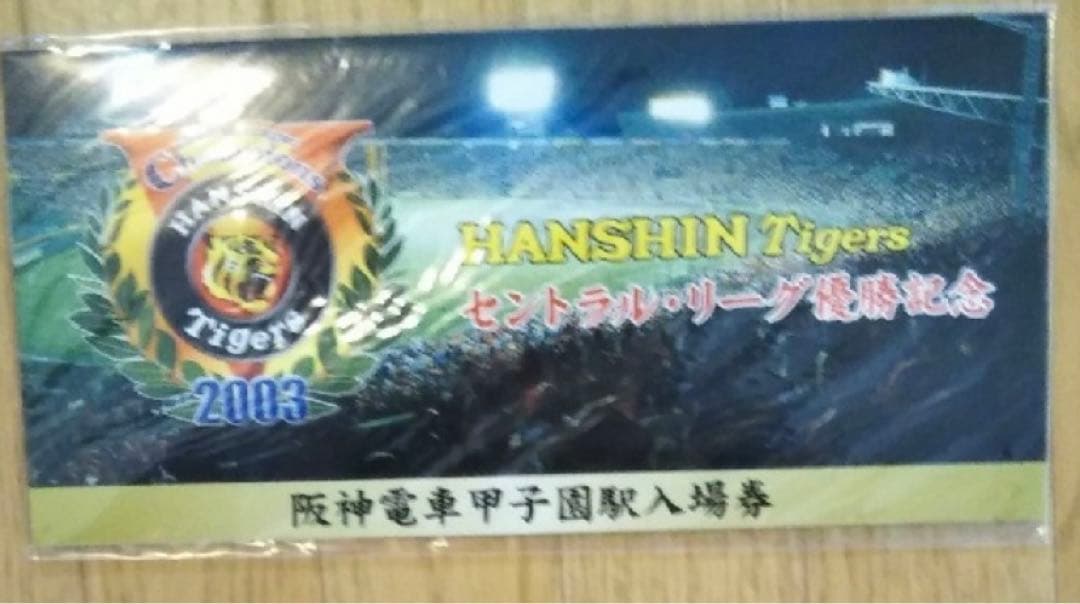 Champions
HANSHIN
Tigers
2003
HANSHIN Tigers
セントラル・リーグ優勝記念
阪神電車甲子園駅入場券